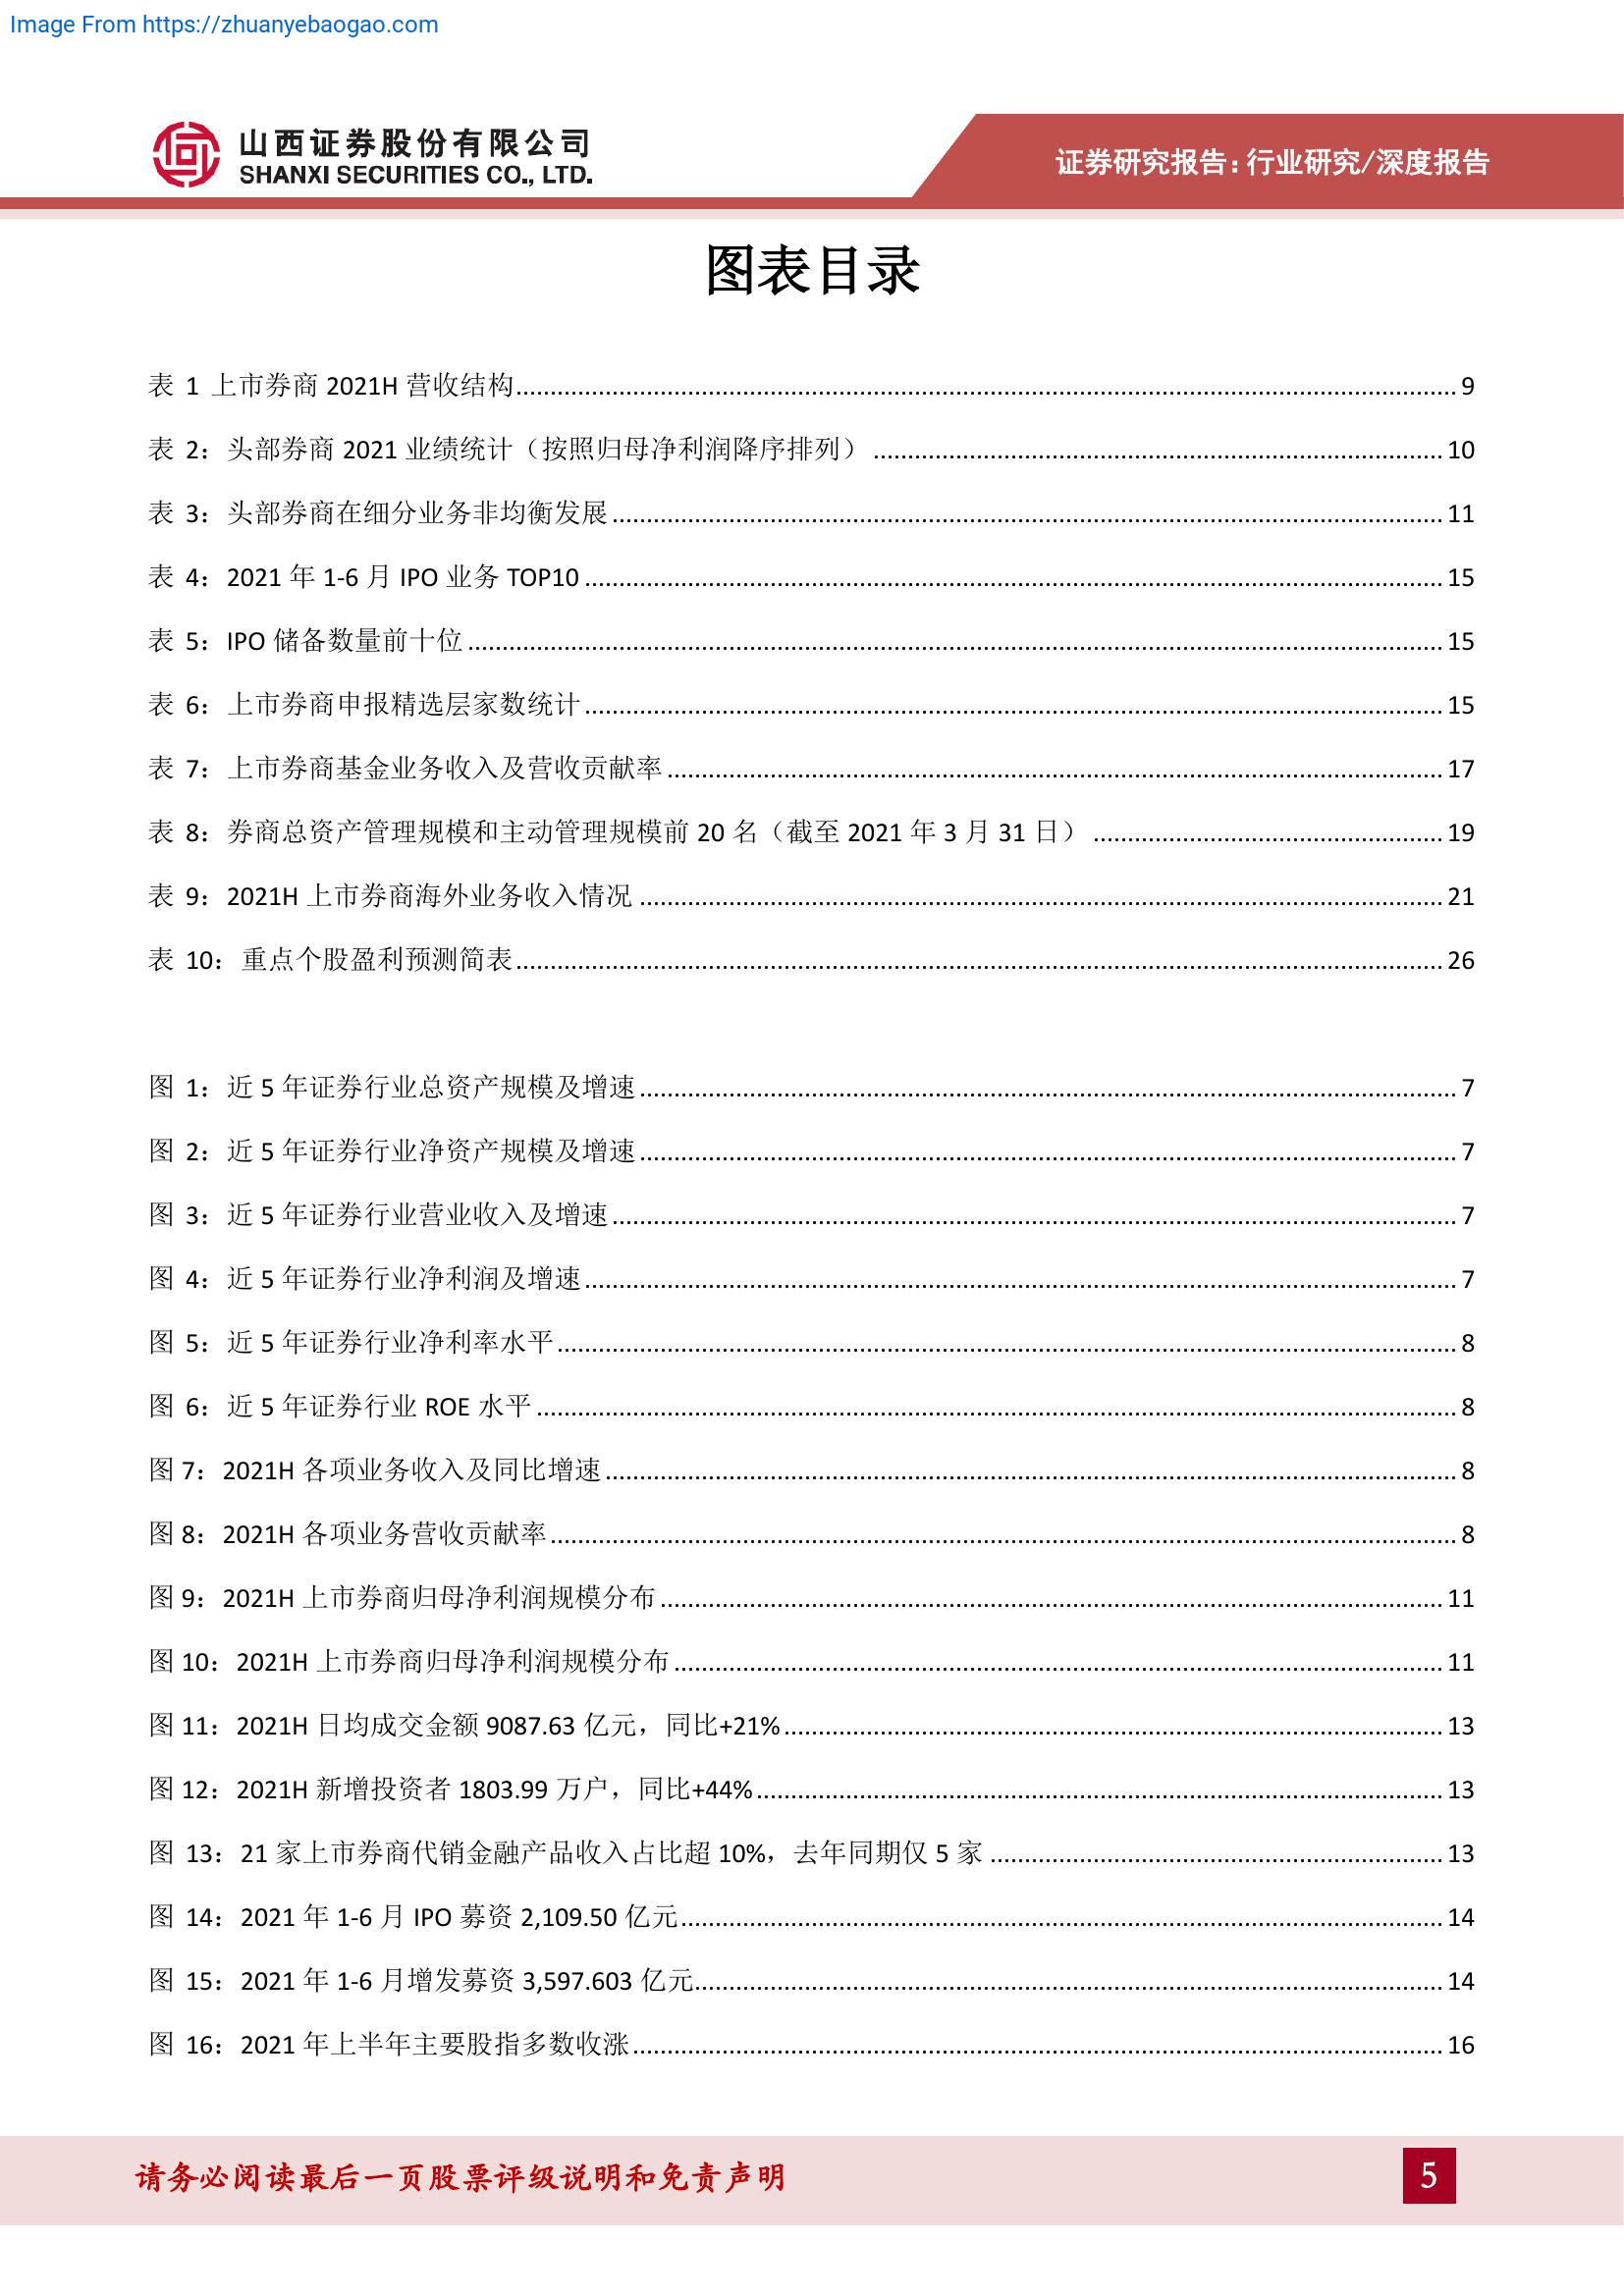 Image From https://zhuanyebaogao.com
山西证券股份有限公司
SHANXI SECURITIES CO., LTD.
证券研究报告:行业研究/深度报告
图表目录
表 1 上市券商 2021H 营收结构 9
表 2：头部券商 2021 业绩统计（按照归母净利润降序排列） 10
表 3：头部券商在细分业务非均衡发展 11
表 4：2021 年 1-6 月 IPO 业务 TOP10 15
表 5：IPO 储备数量前十位 15
表 6：上市券商申报精选层家数统计 15
表 7：上市券商基金业务收入及营收贡献率 17
表 8：券商总资产管理规模和主动管理规模前 20 名（截至 2021 年 3 月 31 日） 19
表 9：2021H 上市券商海外业务收入情况 21
表 10：重点个股盈利预测简表 26
图 1：近 5 年证券行业总资产规模及增速 7
图 2：近 5 年证券行业净资产规模及增速 7
图 3：近 5 年证券行业营业收入及增速 7
图 4：近 5 年证券行业净利润及增速 7
图 5：近 5 年证券行业净利率水平 8
图 6：近 5 年证券行业 ROE 水平 8
图 7：2021H 各项业务收入及同比增速 8
图 8：2021H 各项业务营收贡献率 8
图 9：2021H 上市券商归母净利润规模分布 11
图 10：2021H 上市券商归母净利润规模分布 11
图 11：2021H 日均成交金额 9087.63 亿元，同比+21% 13
图 12：2021H 新增投资者 1803.99 万户，同比+44% 13
图 13：21 家上市券商代销金融产品收入占比超 10%，去年同期仅 5 家 13
图 14：2021 年 1-6 月 IPO 募资 2,109.50 亿元 14
图 15：2021 年 1-6 月增发募资 3,597.603 亿元 14
图 16：2021 年上半年主要股指多数收涨 16
请务必阅读最后一页股票评级说明和免责声明
5